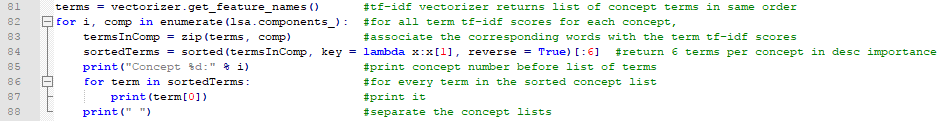 81 terms = vectorizer.get_feature_names() #tf-idf vectorizer returns list of concept terms in same order
82 for i, comp in enumerate(lsa.components_): #for all term tf-idf scores for each concept,
83 termsInComp = zip(terms, comp) #associate the corresponding words with the term tf-idf scores
84 sortedTerms = sorted(termsInComp, key = lambda x:x[1], reverse = True)[:6] #return 6 terms per concept in desc importance
85 print("Concept %d:" % i) #print concept number before list of terms
86 for term in sortedTerms: #for every term in the sorted concept list
87 print(term[0]) #print it
88 print(" ") #separate the concept lists